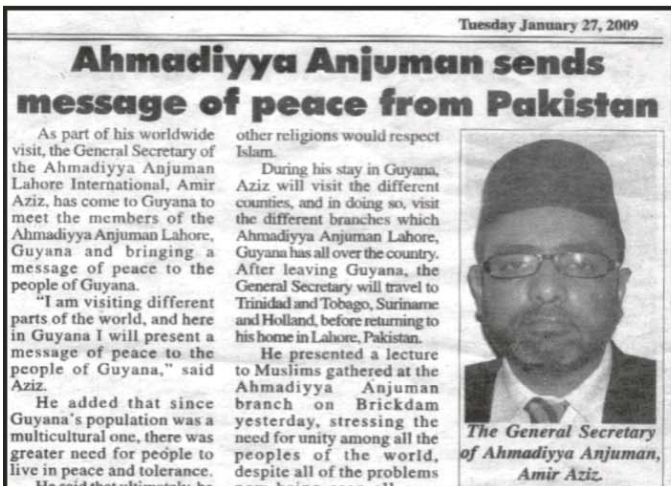 Tuesday January 27, 2009
Ahmadiyya Anjuman sends
message of peace from Pakistan
As part of his worldwide
visit, the General Secretary of
the Ahmadiyya Anjuman
Lahore International, Amir
Aziz, has come to Guyana to
meet the members of the
Ahmadiyya Anjuman Lahore,
Guyana and bringing a
message of peace to the
people of Guyana.
"I am visiting different
parts of the world, and here
in Guyana I will present a
message of peace to the
people of Guyana," said
Aziz.
He added that since
Guyana's population was a
multicultural one, there was
greater need for people to
live in peace and tolerance.
He said that ultimately, he
other religions would respect
Islam.
During his stay in Guyana,
Aziz will visit the different
counties, and in doing so, visit
the different branches which
Ahmadiyya Anjuman Lahore,
Guyana has all over the country.
After leaving Guyana, the
General Secretary will travel to
Trinidad and Tobago, Suriname
and Holland, before returning to
his home in Lahore, Pakistan.
He presented a lecture
to Muslims gathered at the
Ahmadiyya Anjuman
branch on Brickdam
yesterday, stressing the
need for unity among all the
peoples of the world,
despite all of the problems
The General Secretary
of Ahmadiyya Anjuman,
Amir Aziz.